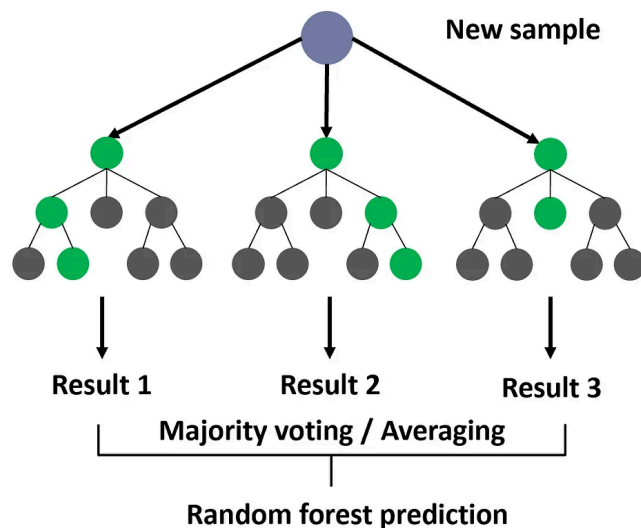 New sample
Result 1
Result 2
Result 3
Majority voting / Averaging
Random forest prediction